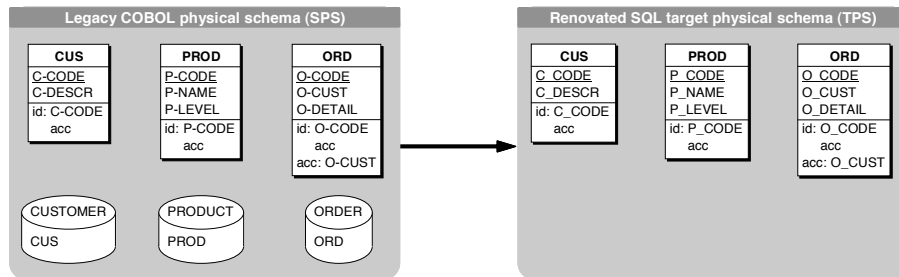 Legacy COBOL physical schema (SPS)
CUS
C-CODE
C-DESCR
id: C-CODE
acc
PROD
P-CODE
P-NAME
P-LEVEL
id: P-CODE
acc
ORD
O-CODE
O-CUST
O-DETAIL
id: O-CODE
acc
acc: O-CUST
CUSTOMER
CUS
PRODUCT
PROD
ORDER
ORD
Renovated SQL target physical schema (TPS)
CUS
C_CODE
C_DESCR
id: C_CODE
acc
PROD
P_CODE
P_NAME
P_LEVEL
id: P_CODE
acc
ORD
O_CODE
O_CUST
O_DETAIL
id: O_CODE
acc
acc: O_CUST